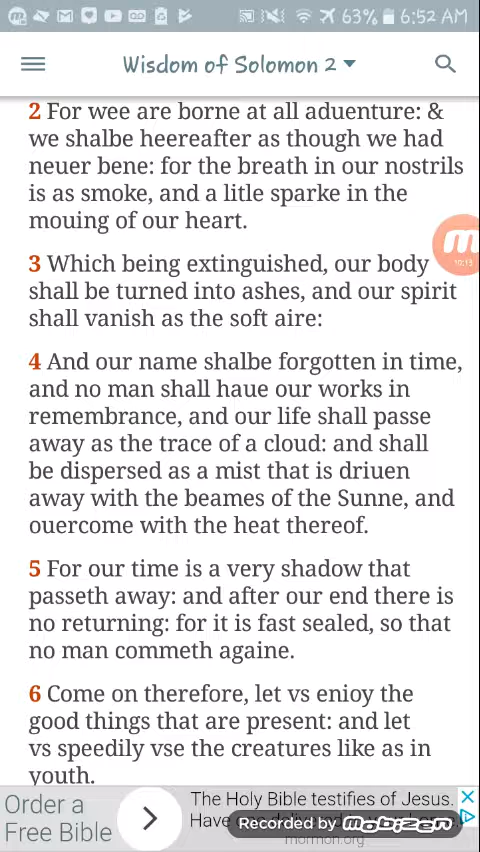 63% 6:52 AM
Wisdom of Solomon 2
2 For wee are borne at all aduenture: &
we shalbe heereafter as though we had
neuer bene: for the breath in our nostrils
is as smoke, and a litle sparke in the
mouing of our heart.
10:13
3 Which being extinguished, our body
shall be turned into ashes, and our spirit
shall vanish as the soft aire:
4 And our name shalbe forgotten in time,
and no man shall haue our works in
remembrance, and our life shall passe
away as the trace of a cloud: and shall
be dispersed as a mist that is driuen
away with the beames of the Sunne, and
ouercome with the heat thereof.
5 For our time is a very shadow that
passeth away: and after our end there is
no returning: for it is fast sealed, so that
no man commeth againe.
6 Come on therefore, let vs enioy the
good things that are present: and let
vs speedily vse the creatures like as in
youth.
Order a
Free Bible
The Holy Bible testifies of Jesus.
Have
Recorded by mobizen
mormon.org